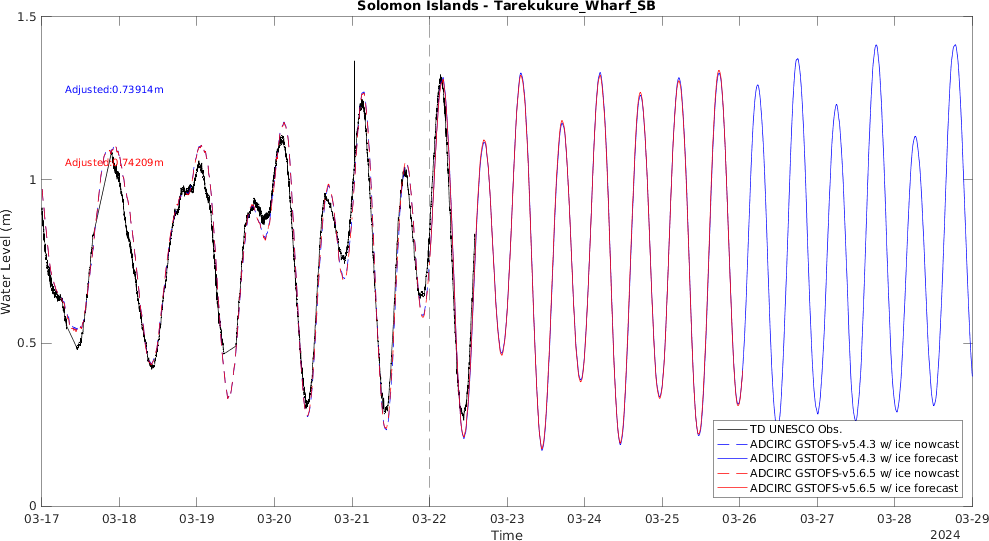 Solomon Islands - Tarekukure_Wharf_SB
Water Level (m)
1.5
1
0.5
0
Adjusted:0.73914m
Adjusted:0.74209m
TD UNESCO Obs.
ADCIRC GSTOFS-v5.4.3 w/ ice nowcast
ADCIRC GSTOFS-v5.4.3 w/ ice forecast
ADCIRC GSTOFS-v5.6.5 w/ ice nowcast
ADCIRC GSTOFS-v5.6.5 w/ ice forecast
03-17 03-18 03-19 03-20 03-21 03-22 03-23 03-24 03-25 03-26 03-27 03-28 03-29
Time
2024